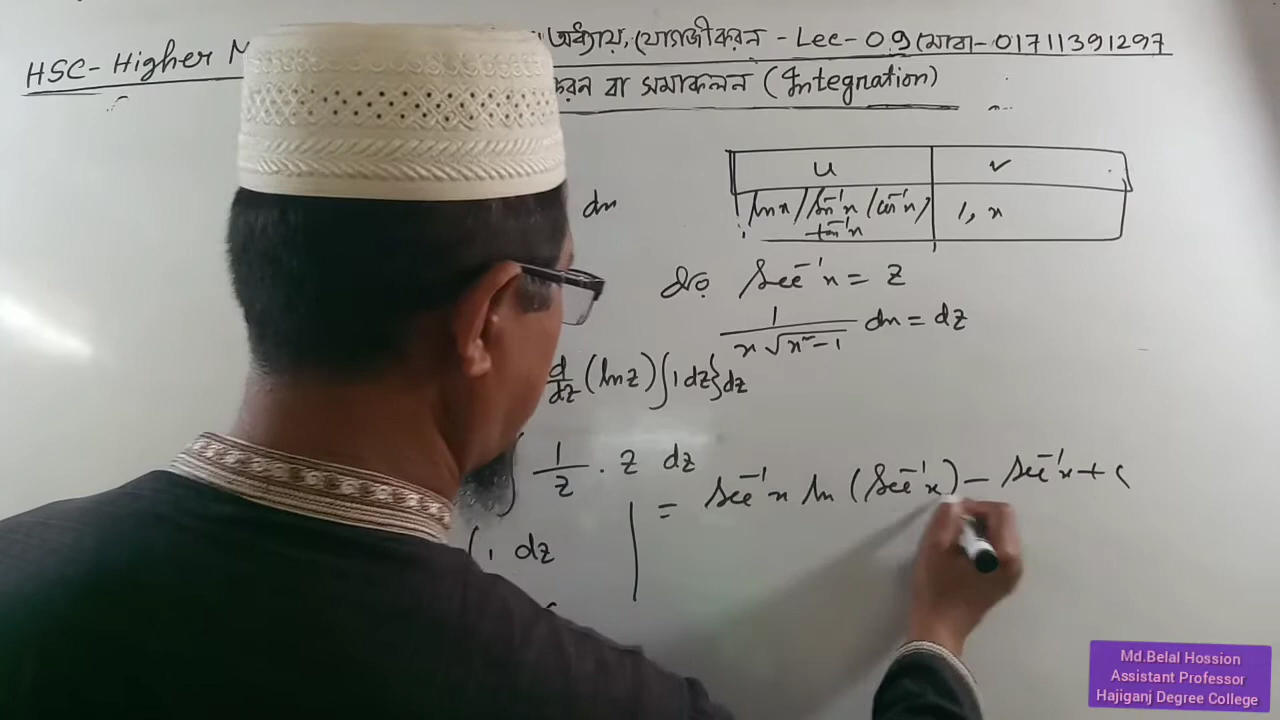 HSC- Higher M অধ্যায়, যোগজীকরন - Lec- 09 (মোবা- 01711391297
করন বা সমাকলন (Integration)
dx
u v
lnx / sin⁻¹x / cos⁻¹x / 1, x
tan⁻¹x
ধরি, sec⁻¹x = z
1/(x√(x²-1)) dx = dz
d/dz (lnz) ∫1 dz} dz
∫ 1/z . z dz
= sec⁻¹x ln (sec⁻¹x) - sec⁻¹x + c
∫ 1 dz
Md.Belal Hossion
Assistant Professor
Hajiganj Degree College